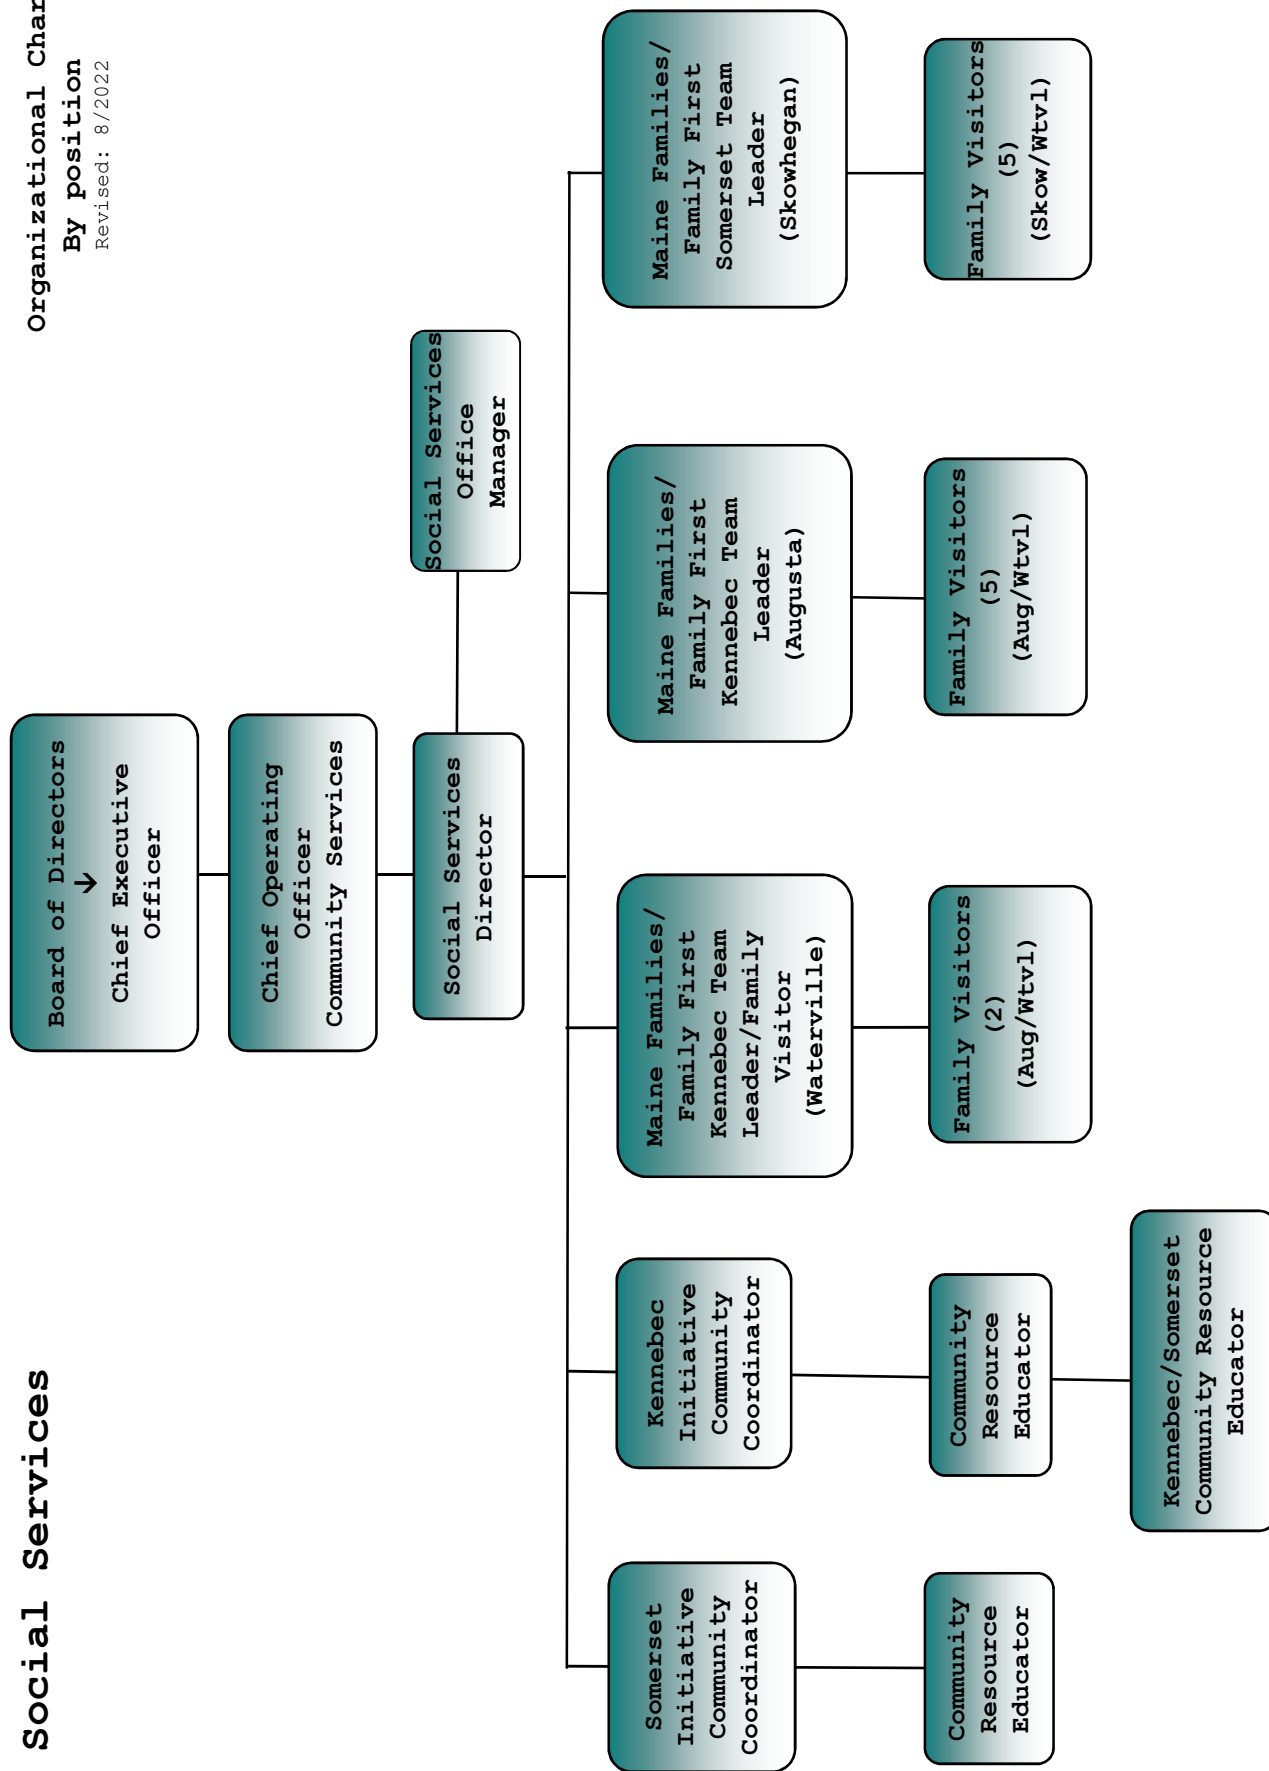 Social Services
Organizational Char
By position
Revised: 8/2022
Board of Directors
↓
Chief Executive
Officer
Chief Operating
Officer
Community Services
Social Services
Director
Social Services
Office
Manager
Somerset
Initiative
Community
Coordinator
Kennebec
Initiative
Community
Coordinator
Maine Families/
Family First
Kennebec Team
Leader/Family
Visitor
(Waterville)
Maine Families/
Family First
Kennebec Team
Leader
(Augusta)
Maine Families/
Family First
Somerset Team
Leader
(Skowhegan)
Community
Resource
Educator
Community
Resource
Educator
Family Visitors
(2)
(Aug/Wtvl)
Family Visitors
(5)
(Aug/Wtvl)
Family Visitors
(5)
(Skow/Wtvl)
Kennebec/Somerset
Community Resource
Educator